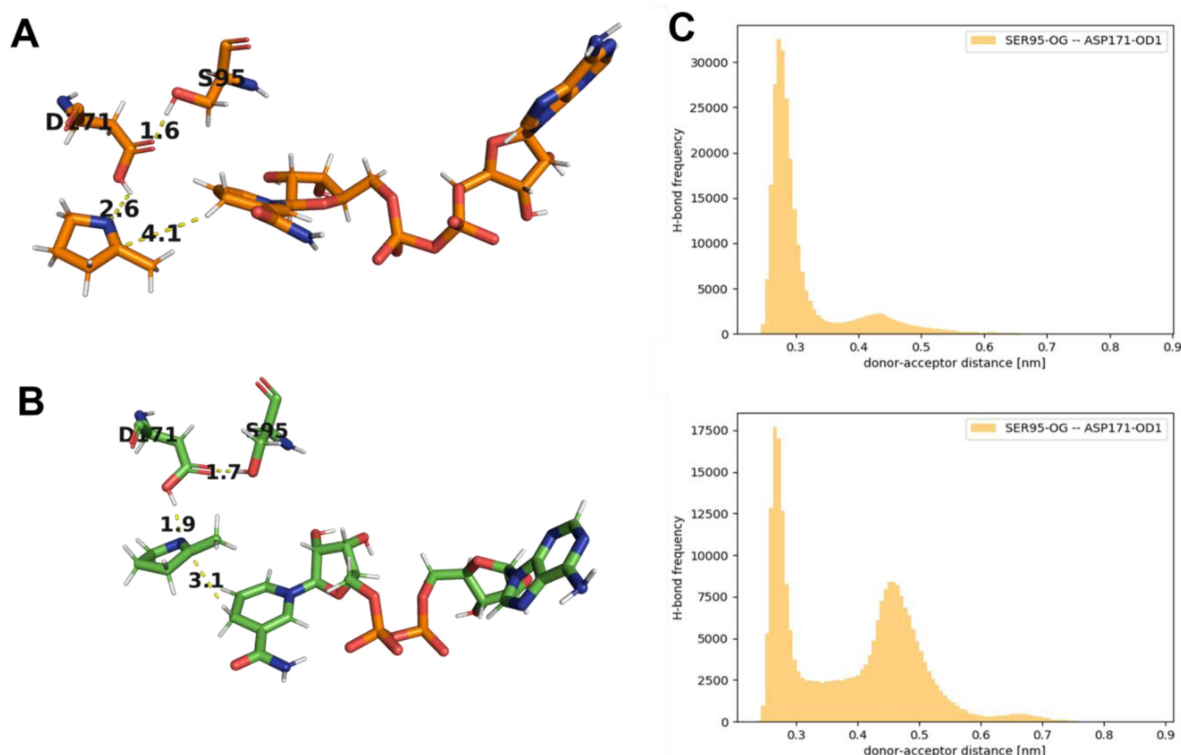 A
S95
D171
1.6
2.6
4.1
B
D171
S95
1.7
1.9
3.1
C
SER95-OG -- ASP171-OD1
H-bond frequency
30000
25000
20000
15000
10000
5000
0
0.3 0.4 0.5 0.6 0.7 0.8 0.9
donor-acceptor distance [nm]
SER95-OG -- ASP171-OD1
H-bond frequency
17500
15000
12500
10000
7500
5000
2500
0
0.3 0.4 0.5 0.6 0.7 0.8 0.9
donor-acceptor distance [nm]